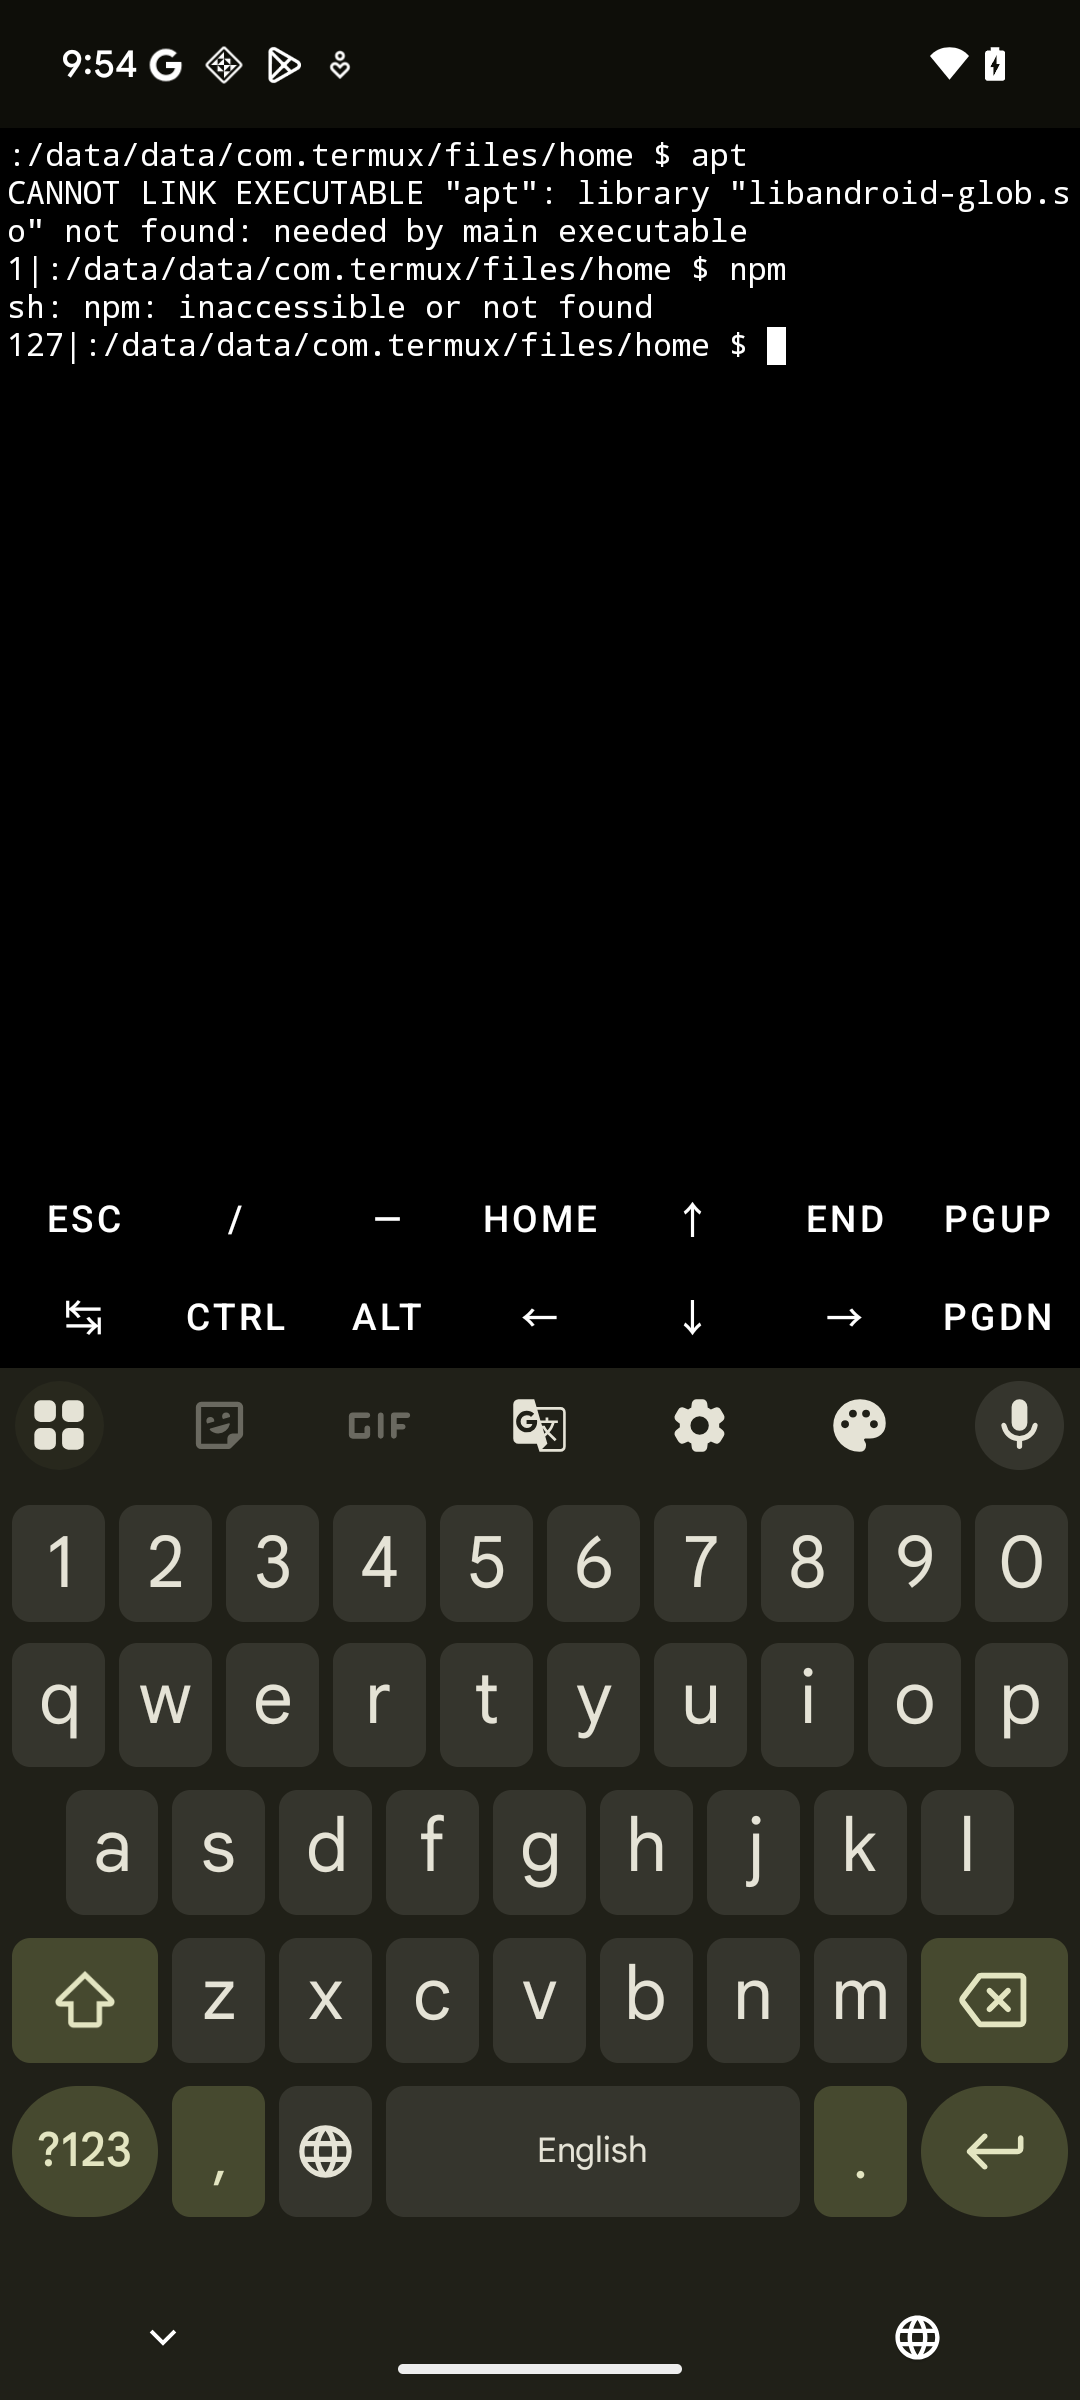 9:54
:/data/data/com.termux/files/home $ apt
CANNOT LINK EXECUTABLE "apt": library "libandroid-glob.s
o" not found: needed by main executable
1|:/data/data/com.termux/files/home $ npm
sh: npm: inaccessible or not found
127|:/data/data/com.termux/files/home $
ESC / — HOME ↑ END PGUP
↹ CTRL ALT ← ↓ → PGDN
GIF
1 2 3 4 5 6 7 8 9 0
q w e r t y u i o p
a s d f g h j k l
z x c v b n m
?123 , English .